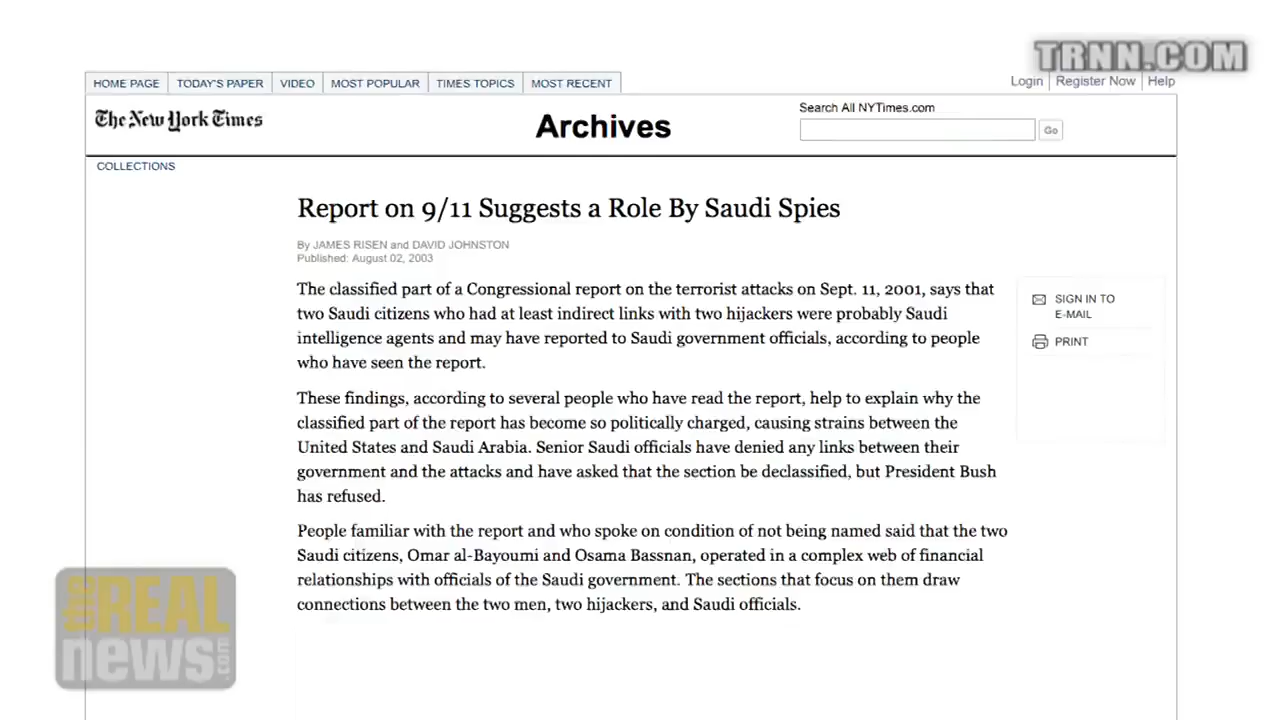 TRNN.COM
HOME PAGE TODAY'S PAPER VIDEO MOST POPULAR TIMES TOPICS MOST RECENT
Login Register Now Help
The New York Times
Archives
Search All NYTimes.com
Go
COLLECTIONS
Report on 9/11 Suggests a Role By Saudi Spies
By JAMES RISEN and DAVID JOHNSTON
Published: August 02, 2003
The classified part of a Congressional report on the terrorist attacks on Sept. 11, 2001, says that
two Saudi citizens who had at least indirect links with two hijackers were probably Saudi
intelligence agents and may have reported to Saudi government officials, according to people
who have seen the report.
These findings, according to several people who have read the report, help to explain why the
classified part of the report has become so politically charged, causing strains between the
United States and Saudi Arabia. Senior Saudi officials have denied any links between their
government and the attacks and have asked that the section be declassified, but President Bush
has refused.
People familiar with the report and who spoke on condition of not being named said that the two
Saudi citizens, Omar al-Bayoumi and Osama Bassnan, operated in a complex web of financial
relationships with officials of the Saudi government. The sections that focus on them draw
connections between the two men, two hijackers, and Saudi officials.
SIGN IN TO
E-MAIL
PRINT
the REAL
news.com